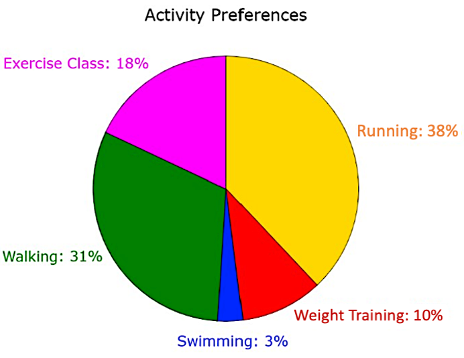 Activity Preferences
Exercise Class: 18%
Running: 38%
Walking: 31%
Weight Training: 10%
Swimming: 3%